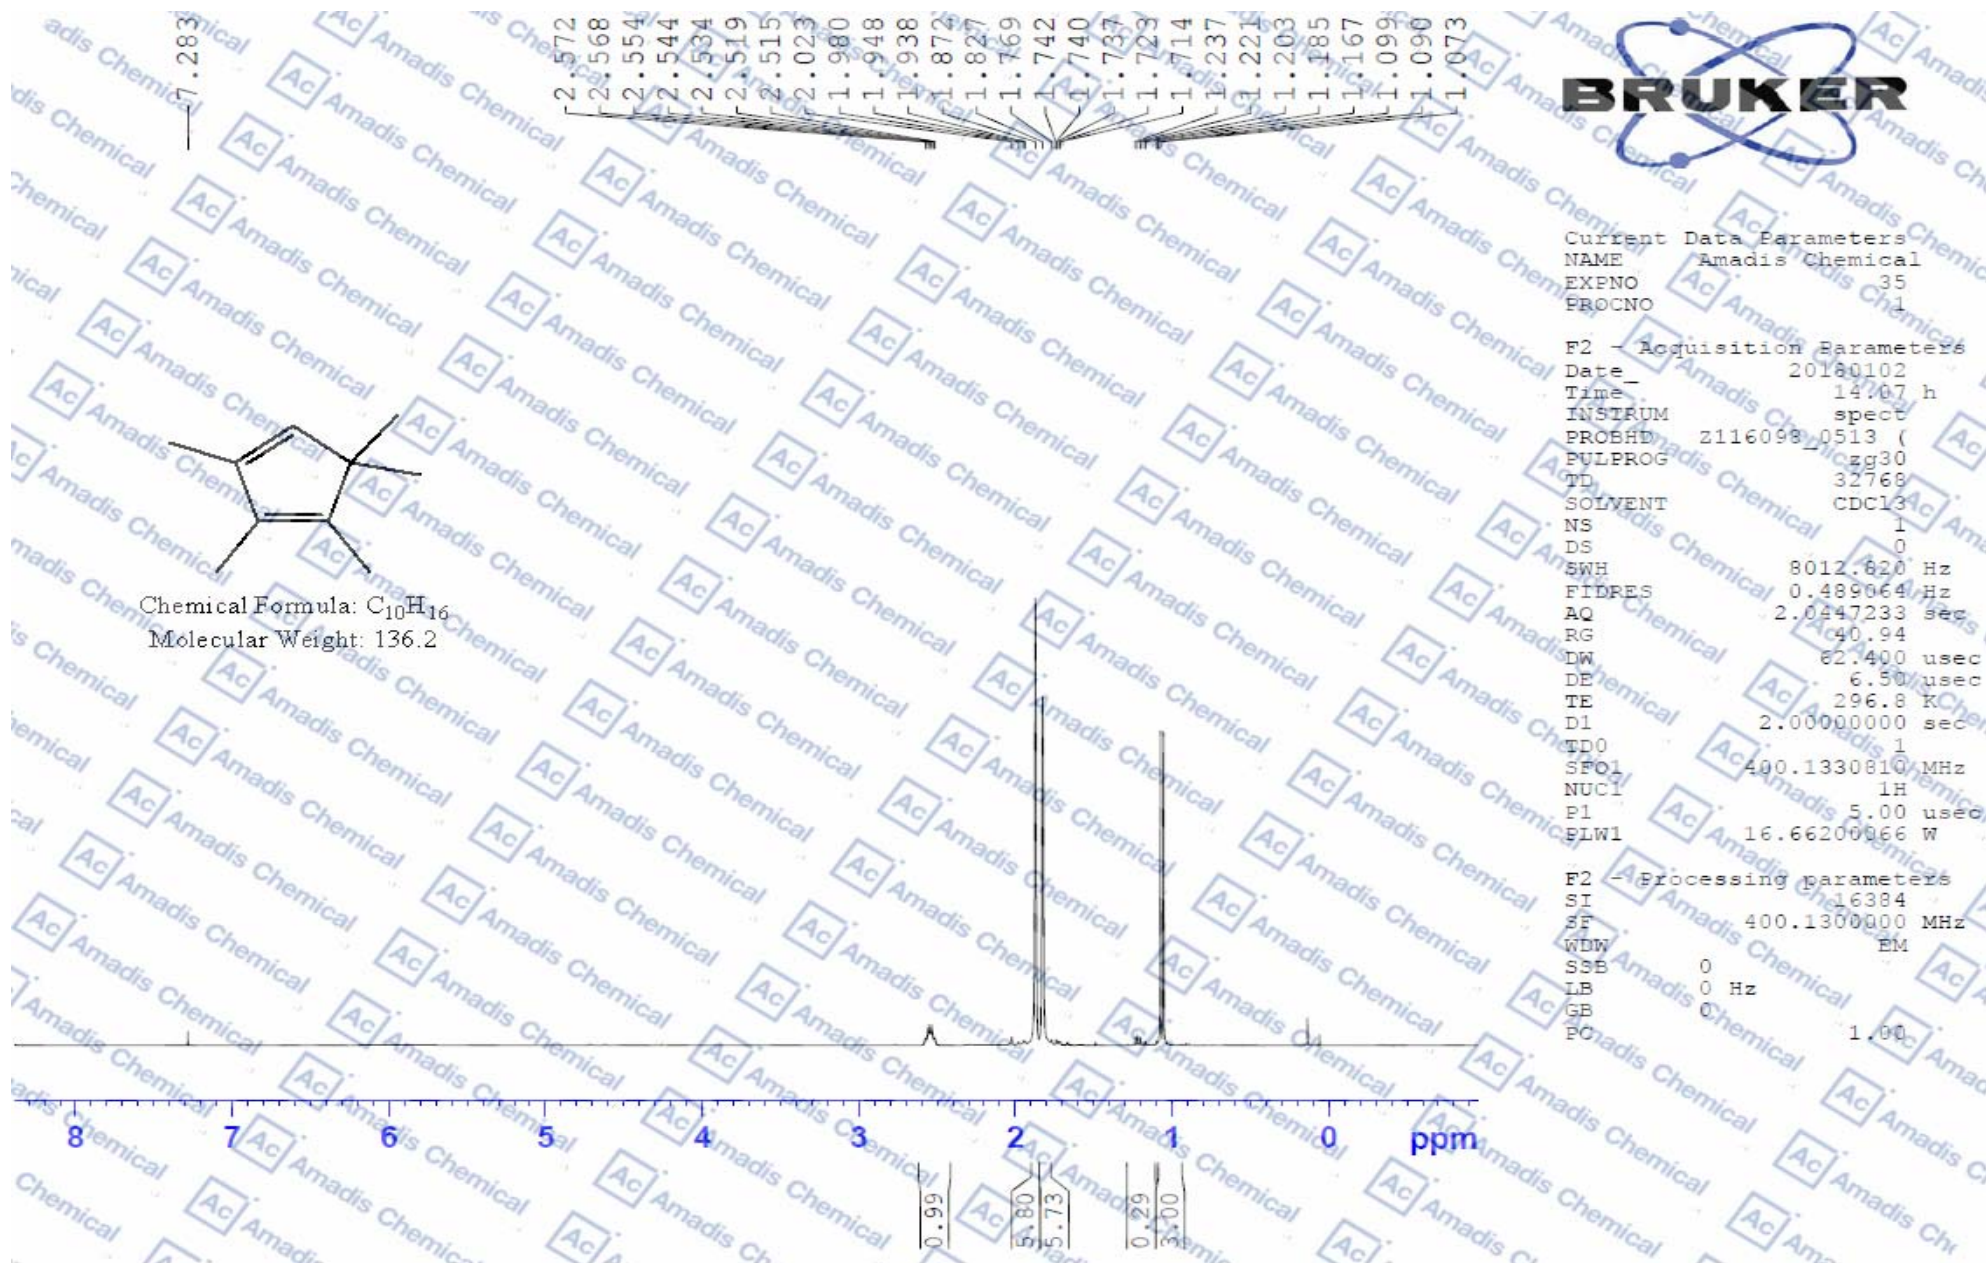 7.283
2.572
2.568
2.554
2.544
2.534
2.519
2.515
2.023
1.980
1.948
1.938
1.872
1.827
1.769
1.742
1.740
1.737
1.723
1.714
1.237
1.221
1.203
1.185
1.167
1.099
1.090
1.073
BRUKER
Current Data Parameters
NAME Amadis Chemical
EXPNO 35
PROCNO 1
F2 - Acquisition Parameters
Date_ 20180102
Time 14.07 h
INSTRUM spect
PROBHD Z116098_0513 (
PULPROG zg30
TD 32768
SOLVENT CDCl3
NS 1
DS 0
SWH 8012.820 Hz
FIDRES 0.489064 Hz
AQ 2.0447233 sec
RG 40.94
DW 62.400 usec
DE 6.50 usec
TE 296.8 K
D1 2.00000000 sec
TD0 1
SFO1 400.1330810 MHz
NUC1 1H
P1 5.00 usec
PLW1 16.66200066 W
F2 - Processing parameters
SI 16384
SF 400.1300000 MHz
WDW EM
SSB 0
LB 0 Hz
GB 0
PC 1.00
Chemical Formula: C10H16
Molecular Weight: 136.2
8 7 6 5 4 3 2 1 0 ppm
0.99
5.80
5.73
0.29
3.00
Ac Amadis Chemical